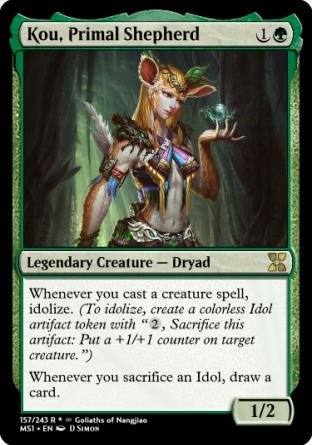 Kou, Primal Shepherd 1
Legendary Creature — Dryad
Whenever you cast a creature spell,
idolize. (To idolize, create a colorless Idol
artifact token with “2, Sacrifice this
artifact: Put a +1/+1 counter on target
creature.”)
Whenever you sacrifice an Idol, draw a
card.
1/2
157/243 R * = Goliaths of Nangjiao
MS1 • EN D SIMON